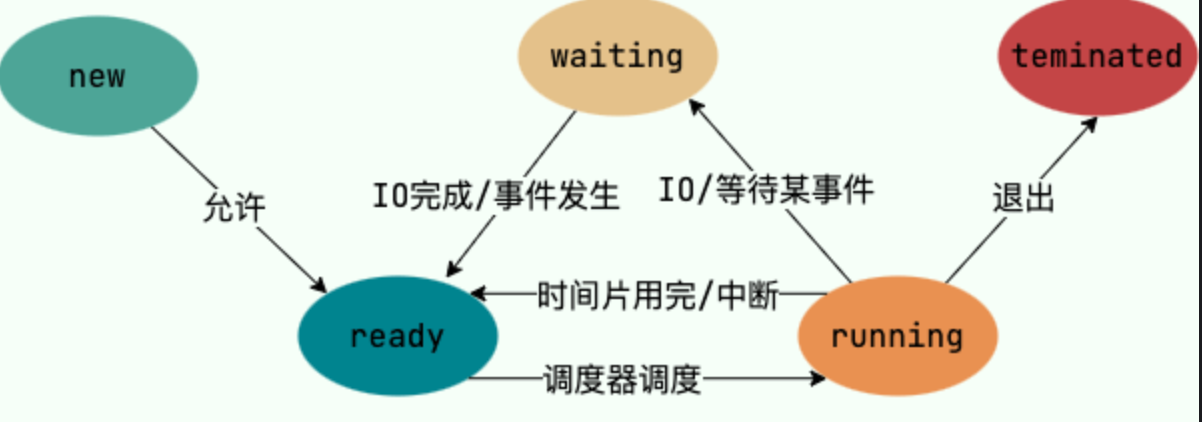 new
waiting
teminated
允许
IO完成/事件发生
IO/等待某事件
退出
时间片用完/中断
ready
running
调度器调度